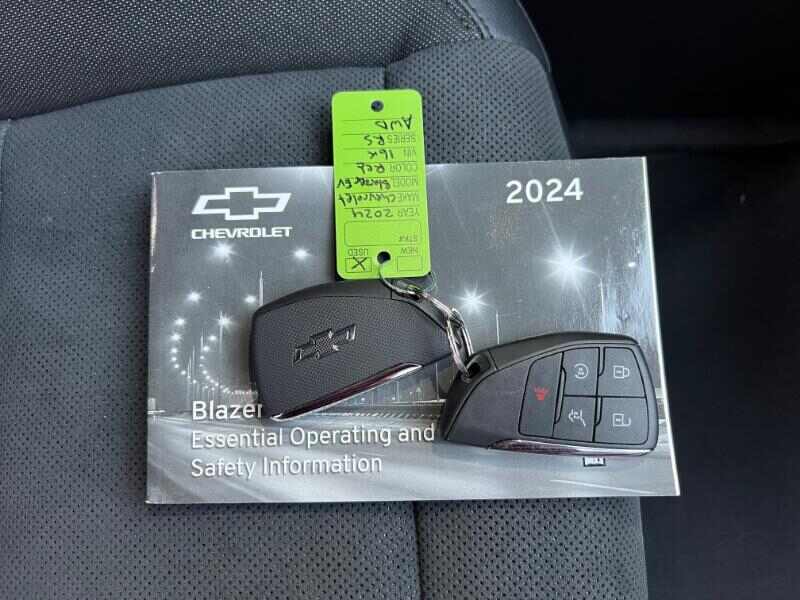 CHEVROLET
2024
Blazer
Essential Operating and
Safety Information
NEW
USED X
STK#
YEAR 2024
MAKE Chevrolet
MODEL Blazer EV
COLOR Red
VIN 16K
SERIES RS
AWD